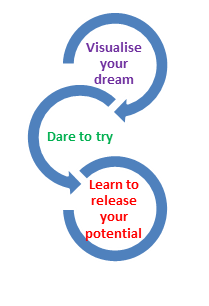 Visualise
your
dream
Dare to try
Learn to
release
your
potential